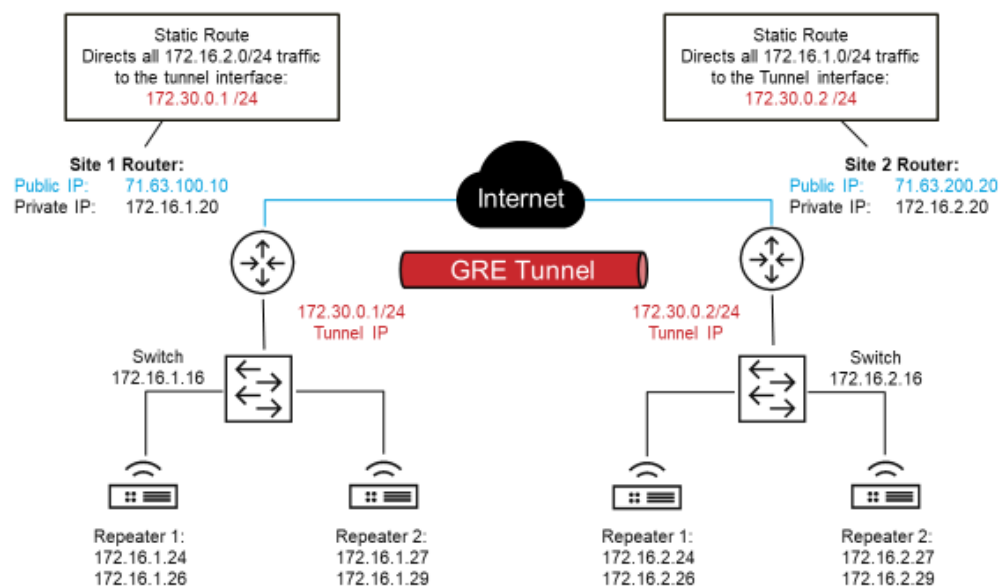 Static Route
Directs all 172.16.2.0/24 traffic
to the tunnel interface:
172.30.0.1 /24
Static Route
Directs all 172.16.1.0/24 traffic
to the Tunnel interface:
172.30.0.2 /24
Site 1 Router:
Public IP: 71.63.100.10
Private IP: 172.16.1.20
Internet
Site 2 Router:
Public IP: 71.63.200.20
Private IP: 172.16.2.20
GRE Tunnel
172.30.0.1/24
Tunnel IP
172.30.0.2/24
Tunnel IP
Switch
172.16.1.16
Switch
172.16.2.16
Repeater 1:
172.16.1.24
172.16.1.26
Repeater 2:
172.16.1.27
172.16.1.29
Repeater 1:
172.16.2.24
172.16.2.26
Repeater 2:
172.16.2.27
172.16.2.29